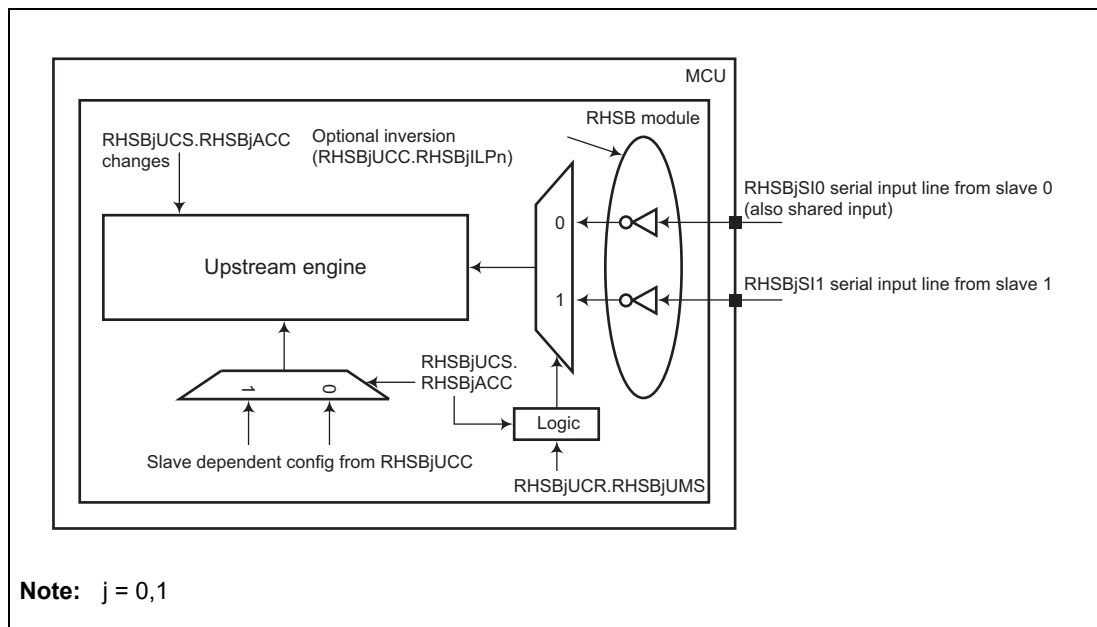 MCU
RHSB module
RHSBjUCS.RHSBjACC
changes
Optional inversion
(RHSBjUCC.RHSBjILPn)
RHSBjSI0 serial input line from slave 0
(also shared input)
0
Upstream engine
1
RHSBjSI1 serial input line from slave 1
RHSBjUCS.
RHSBjACC
1 0
Logic
Slave dependent config from RHSBjUCC
RHSBjUCR.RHSBjUMS
Note: j = 0,1